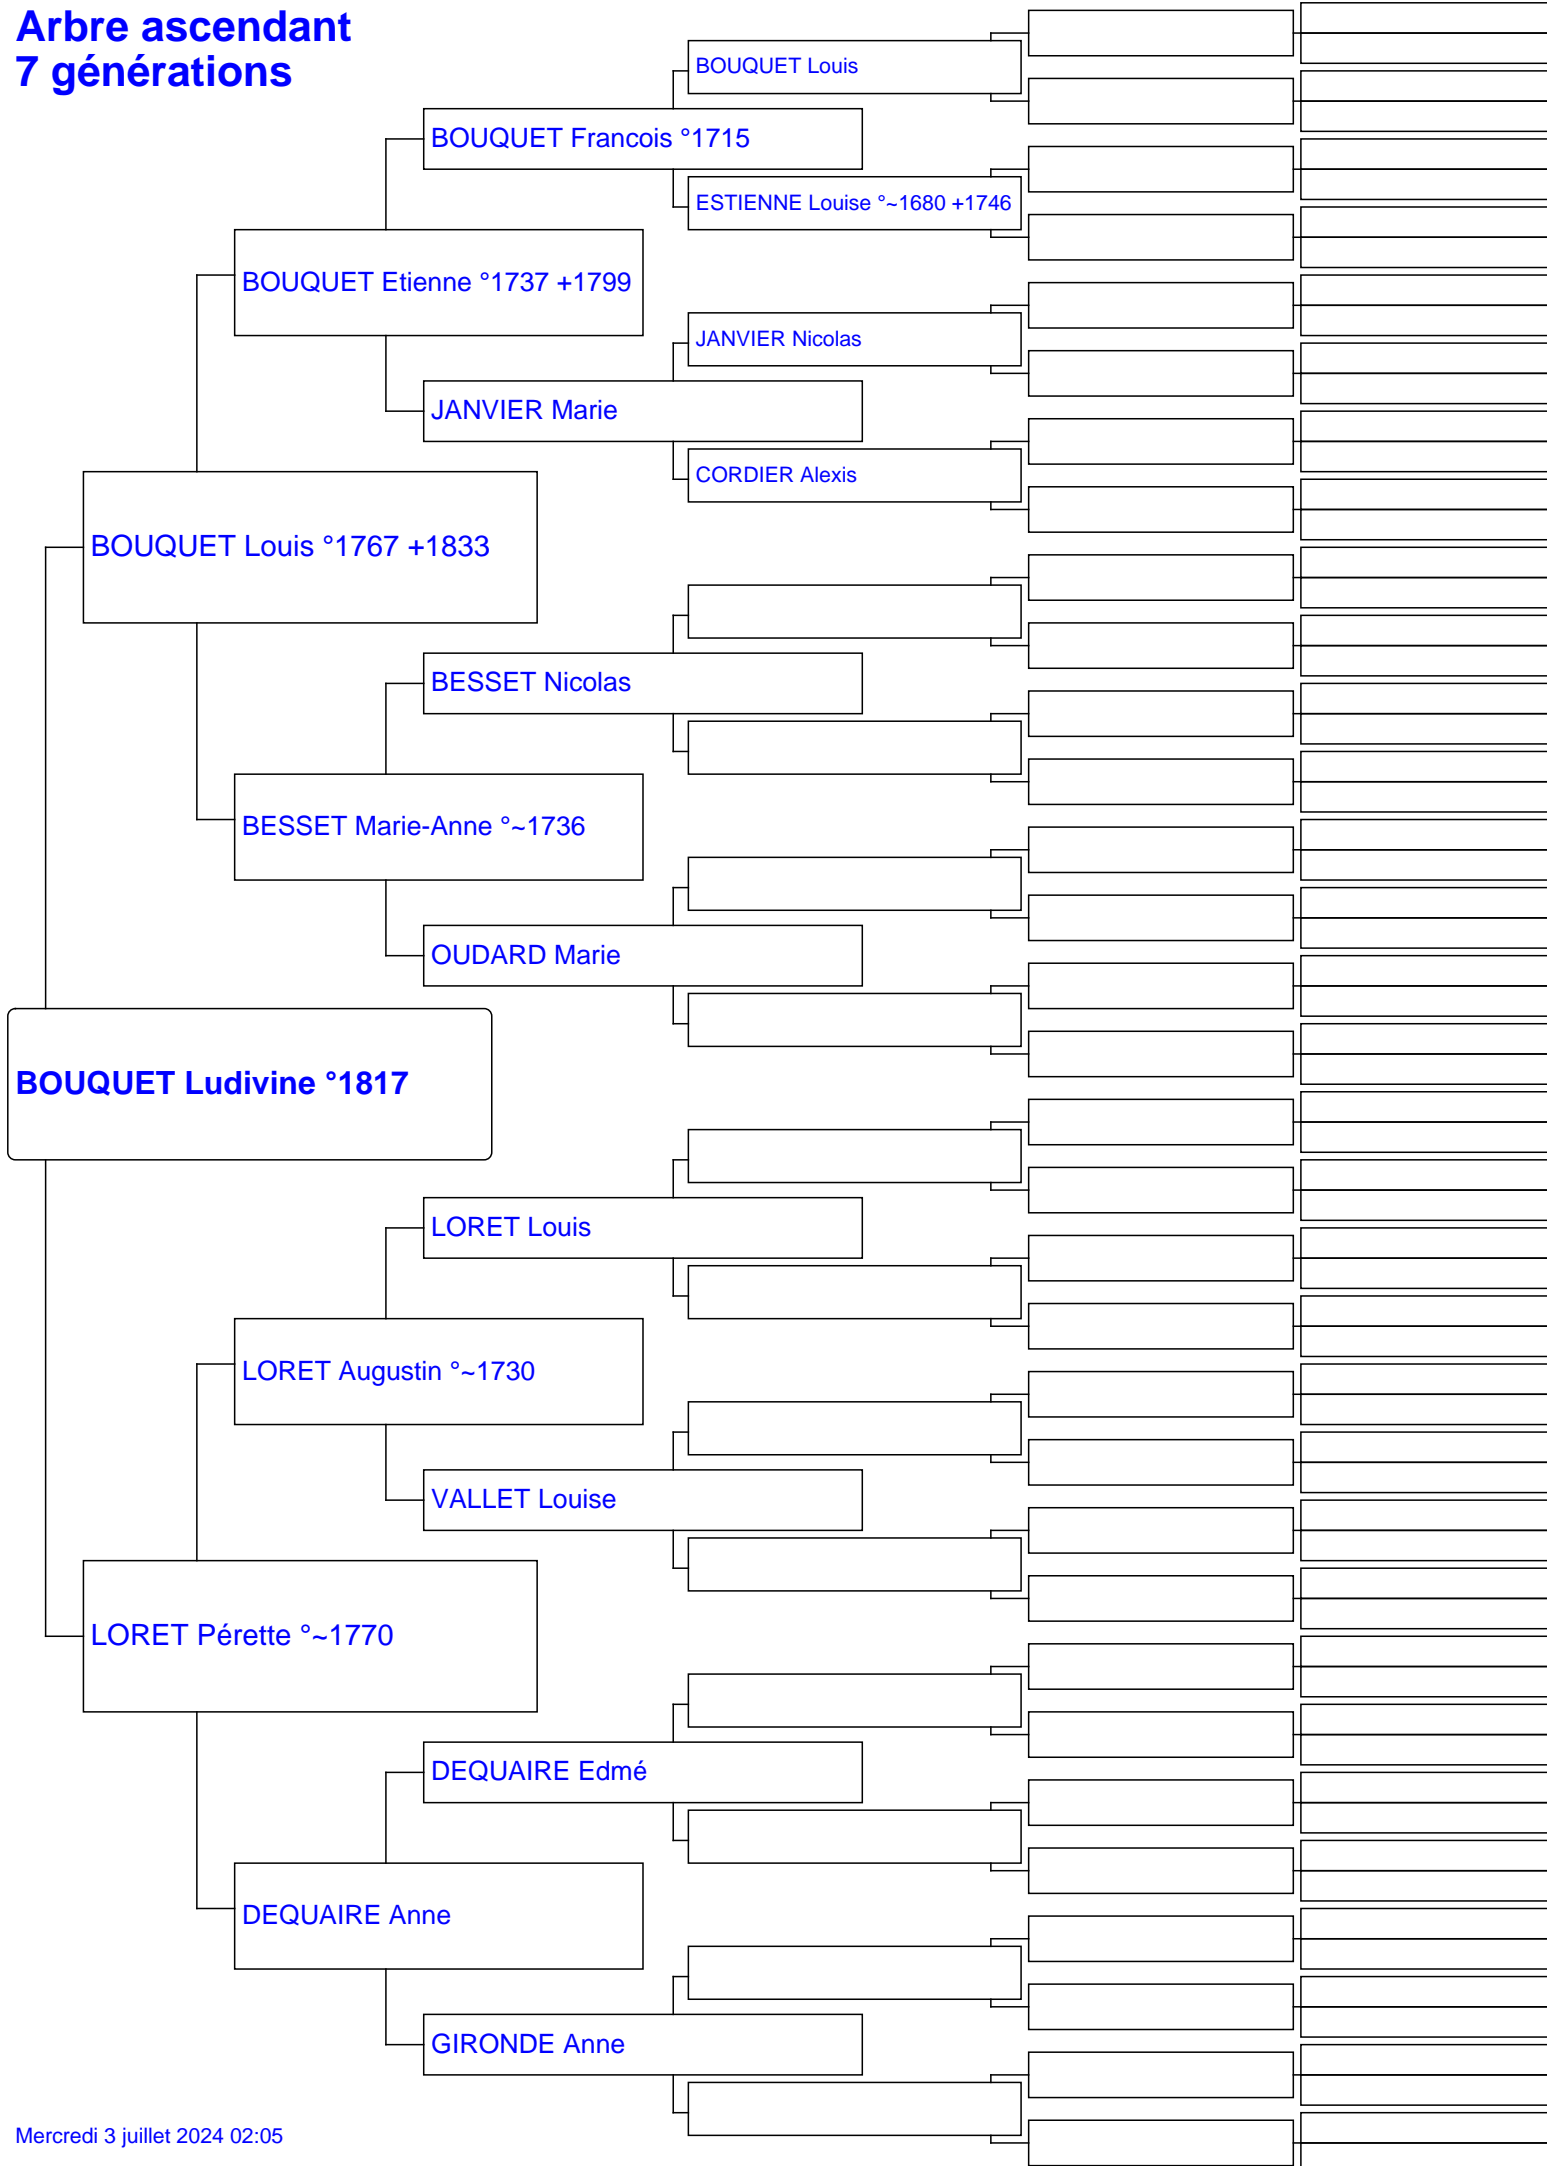 Arbre ascendant
7 générations
BOUQUET Louis
BOUQUET Francois °1715
ESTIENNE Louise °~1680 +1746
BOUQUET Etienne °1737 +1799
JANVIER Nicolas
JANVIER Marie
CORDIER Alexis
BOUQUET Louis °1767 +1833
BESSET Nicolas
BESSET Marie-Anne °~1736
OUDARD Marie
BOUQUET Ludivine °1817
LORET Louis
LORET Augustin °~1730
VALLET Louise
LORET Pérette °~1770
DEQUAIRE Edmé
DEQUAIRE Anne
GIRONDE Anne
Mercredi 3 juillet 2024 02:05